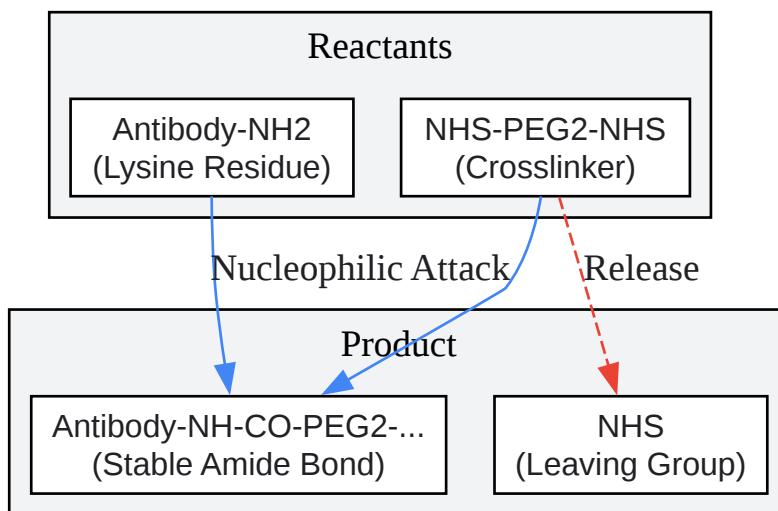 Reactants
Antibody-NH2
(Lysine Residue)
NHS-PEG2-NHS
(Crosslinker)
Nucleophilic Attack
Release
Product
Antibody-NH-CO-PEG2-...
(Stable Amide Bond)
NHS
(Leaving Group)